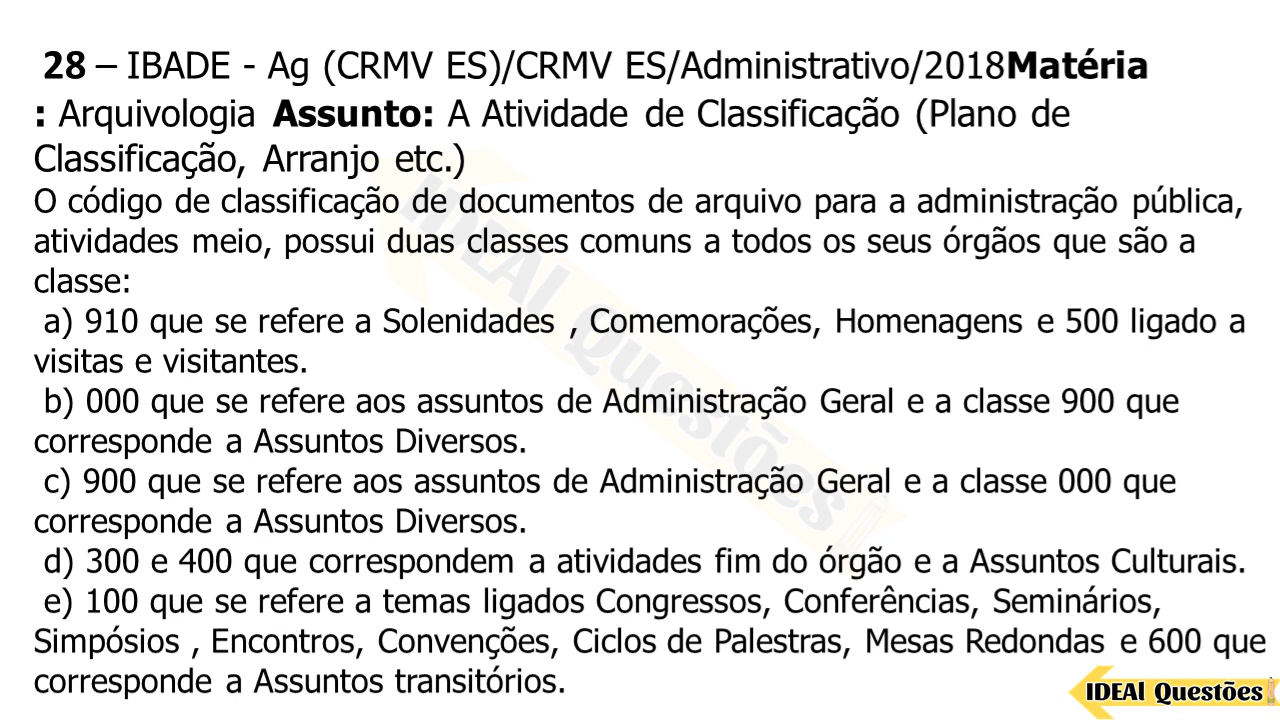 28 – IBADE - Ag (CRMV ES)/CRMV ES/Administrativo/2018Matéria
: Arquivologia Assunto: A Atividade de Classificação (Plano de
Classificação, Arranjo etc.)
O código de classificação de documentos de arquivo para a administração pública,
atividades meio, possui duas classes comuns a todos os seus órgãos que são a
classe:
a) 910 que se refere a Solenidades , Comemorações, Homenagens e 500 ligado a
visitas e visitantes.
b) 000 que se refere aos assuntos de Administração Geral e a classe 900 que
corresponde a Assuntos Diversos.
c) 900 que se refere aos assuntos de Administração Geral e a classe 000 que
corresponde a Assuntos Diversos.
d) 300 e 400 que correspondem a atividades fim do órgão e a Assuntos Culturais.
e) 100 que se refere a temas ligados Congressos, Conferências, Seminários,
Simpósios , Encontros, Convenções, Ciclos de Palestras, Mesas Redondas e 600 que
corresponde a Assuntos transitórios.
IDEAl Questões
IDEAl Questões